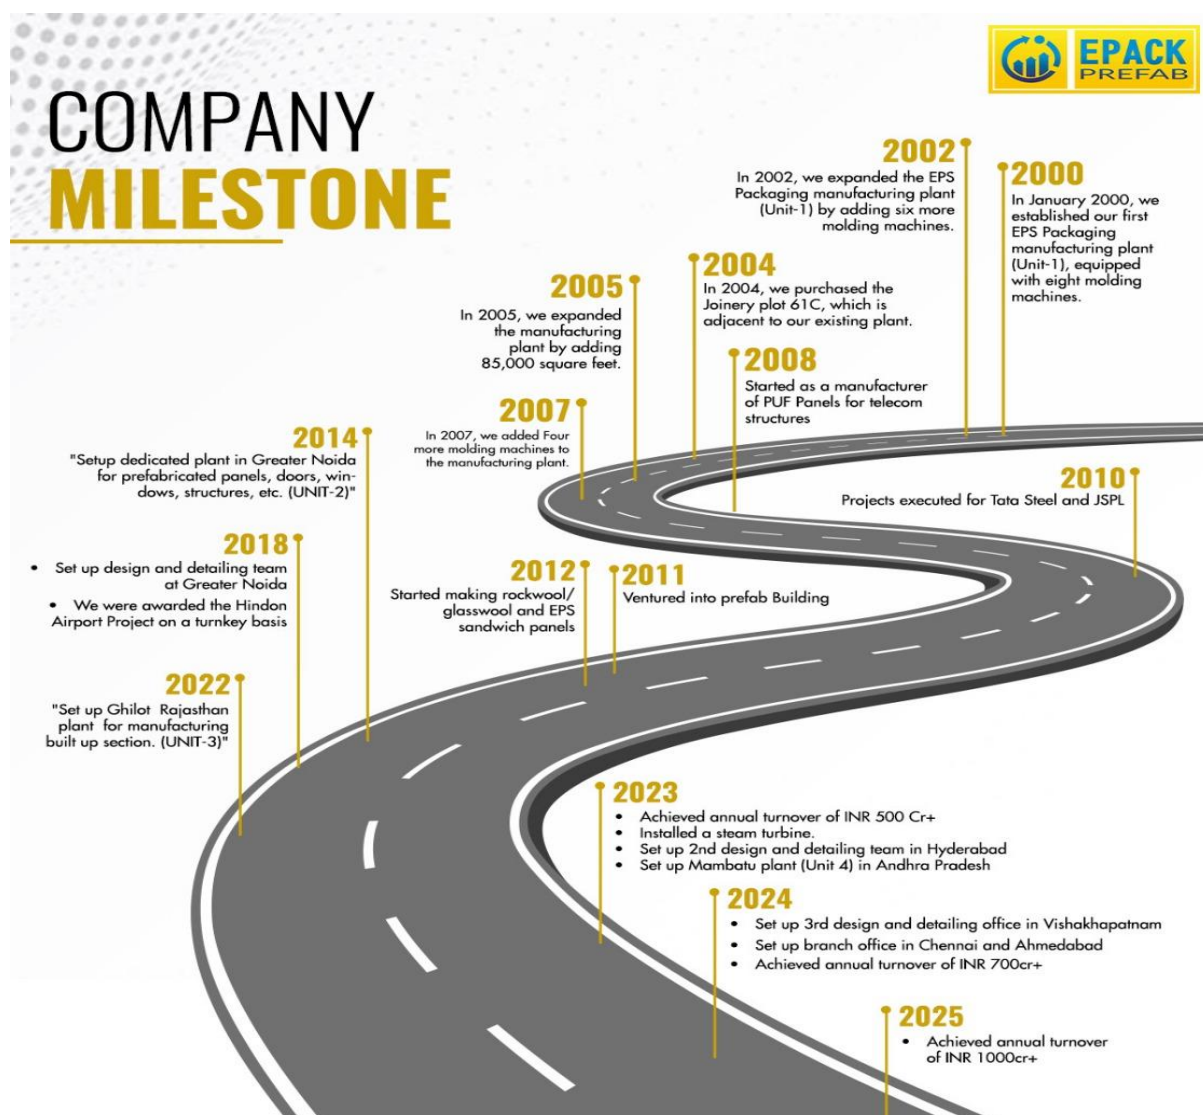 EPACK
PREFAB
COMPANY
MILESTONE
2002
In 2002, we expanded the EPS
Packaging manufacturing plant
(Unit-1) by adding six more
molding machines.
2000
In January 2000, we
established our first
EPS Packaging
manufacturing plant
(Unit-1), equipped
with eight molding
machines.
2004
In 2004, we purchased the
Joinery plot 61C, which is
adjacent to our existing plant.
2005
In 2005, we expanded
the manufacturing
plant by adding
85,000 square feet.
2008
Started as a manufacturer
of PUF Panels for telecom
structures
2007
In 2007, we added Four
more molding machines to
the manufacturing plant.
2014
"Setup dedicated plant in Greater Noida
for prefabricated panels, doors, win-
dows, structures, etc. (UNIT-2)"
2010
Projects executed for Tata Steel and JSPL
2018
• Set up design and detailing team
at Greater Noida
• We were awarded the Hindon
Airport Project on a turnkey basis
2012
Started making rockwool/
glasswool and EPS
sandwich panels
2011
Ventured into prefab Building
2022
"Set up Ghilot Rajasthan
plant for manufacturing
built up section. (UNIT-3)"
2023
• Achieved annual turnover of INR 500 Cr+
• Installed a steam turbine.
• Set up 2nd design and detailing team in Hyderabad
• Set up Mambatu plant (Unit 4) in Andhra Pradesh
2024
• Set up 3rd design and detailing office in Vishakhapatnam
• Set up branch office in Chennai and Ahmedabad
• Achieved annual turnover of INR 700cr+
2025
• Achieved annual turnover
of INR 1000cr+